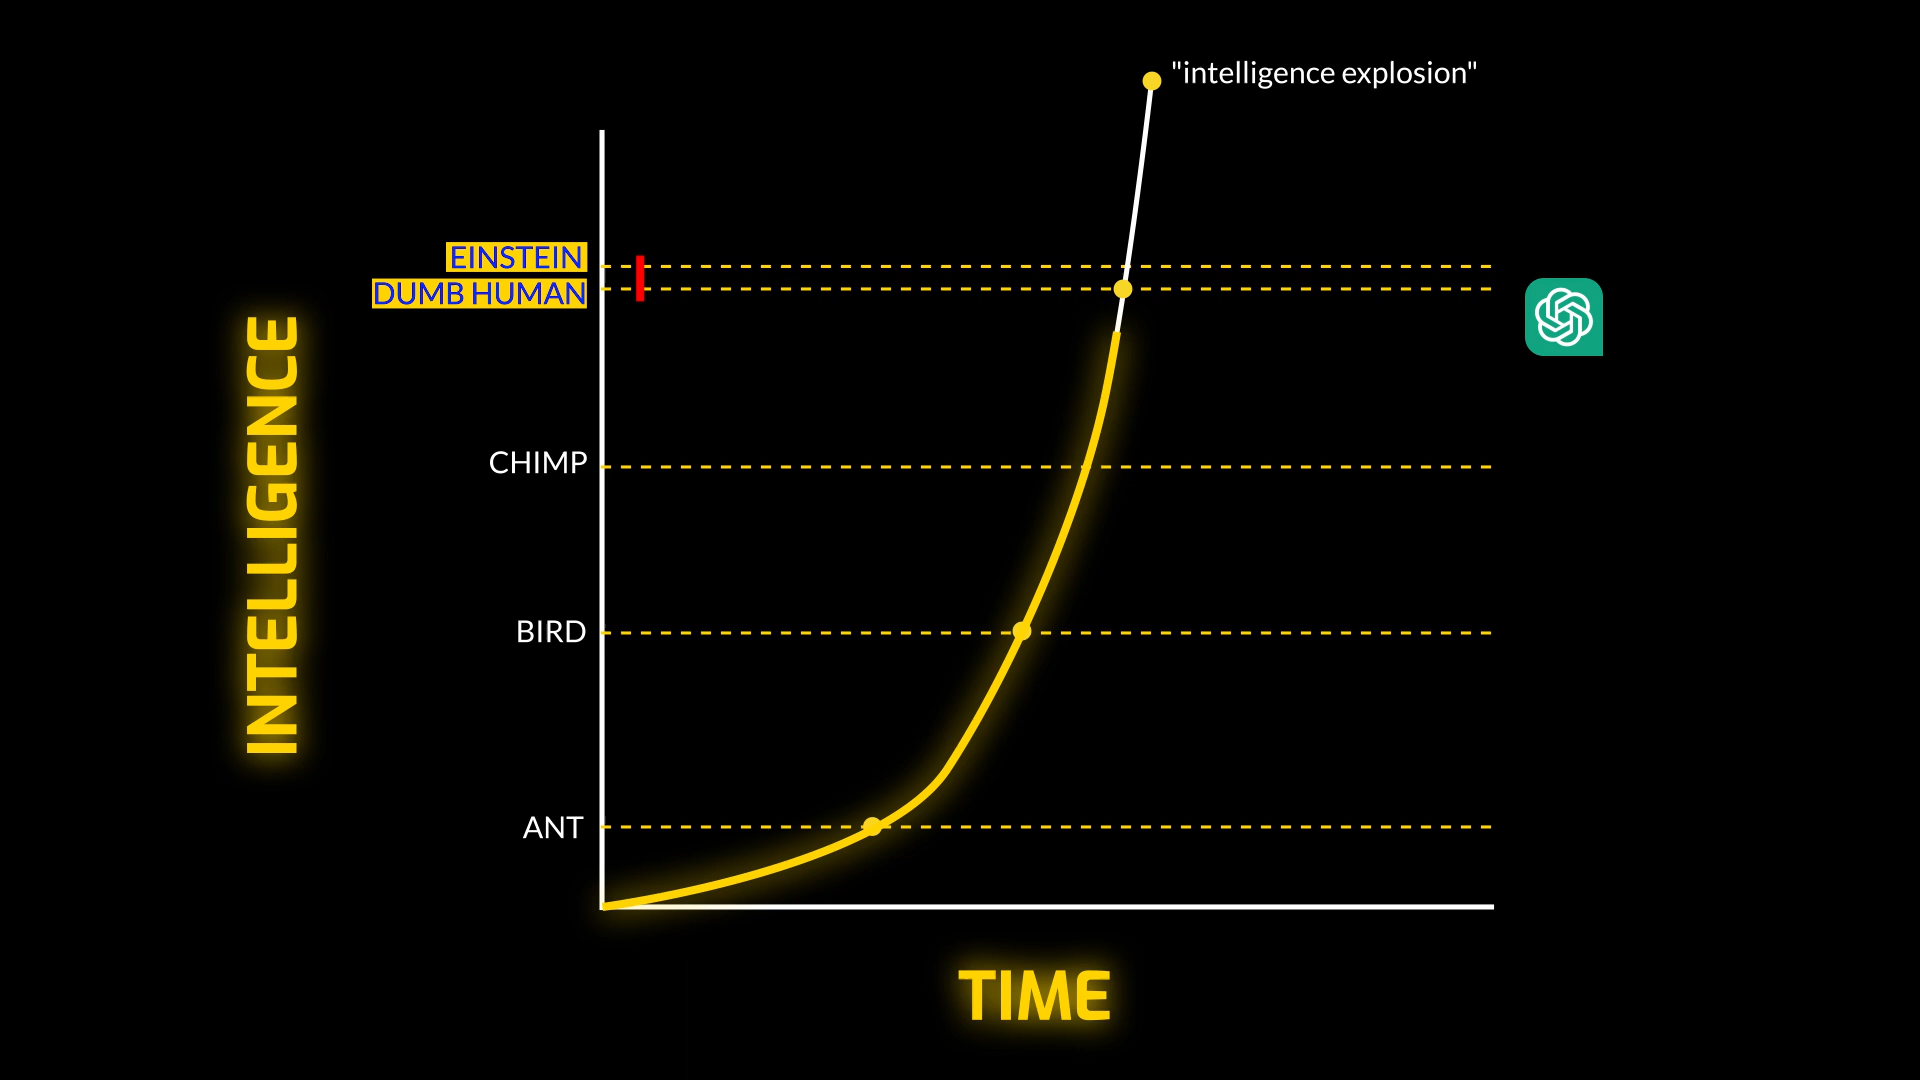 "intelligence explosion"
EINSTEIN
DUMB HUMAN
CHIMP
BIRD
ANT
INTELLIGENCE
TIME